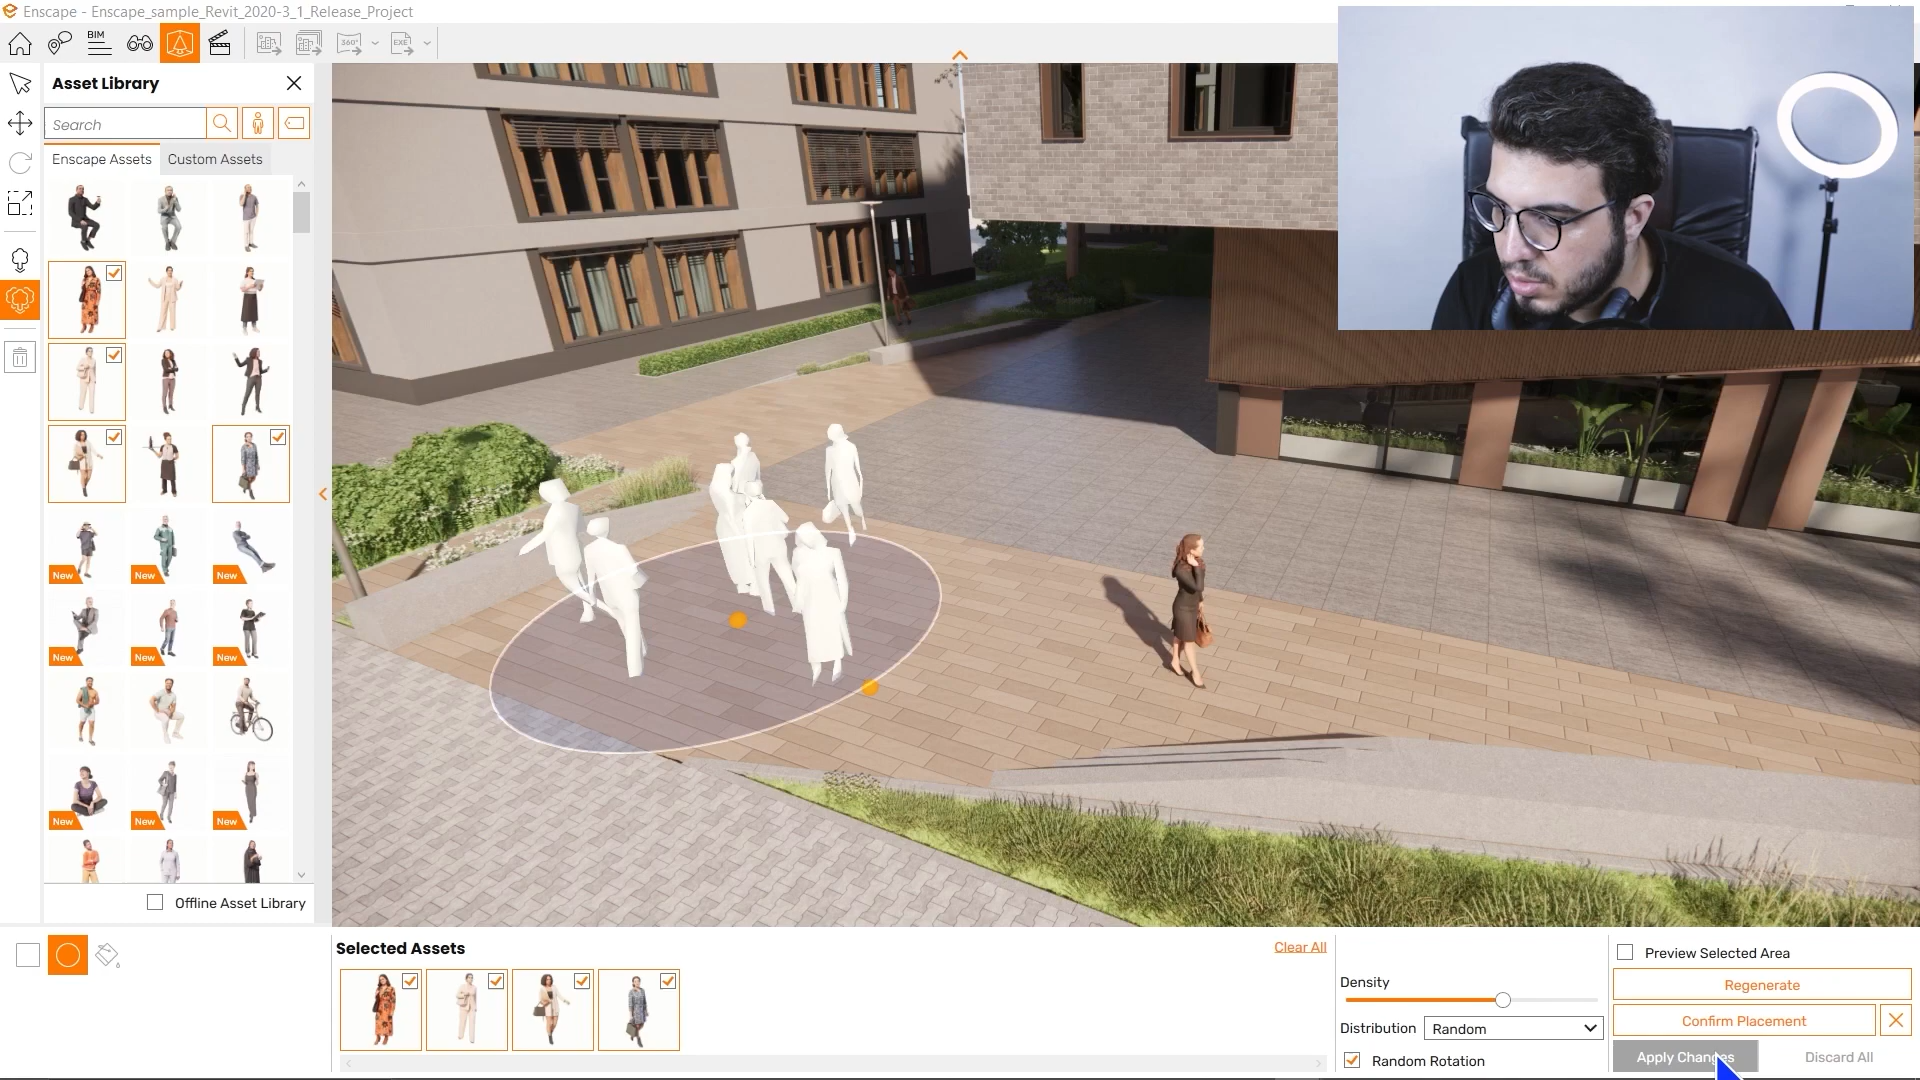 Enscape - Enscape_sample_Revit_2020-3_1_Release_Project
BIM
360°
EXE
Asset Library
Search
Enscape Assets
Custom Assets
New
New
New
New
New
New
New
New
New
Offline Asset Library
Selected Assets
Clear All
Density
Distribution
Random
Random Rotation
Preview Selected Area
Regenerate
Confirm Placement
Apply Changes
Discard All